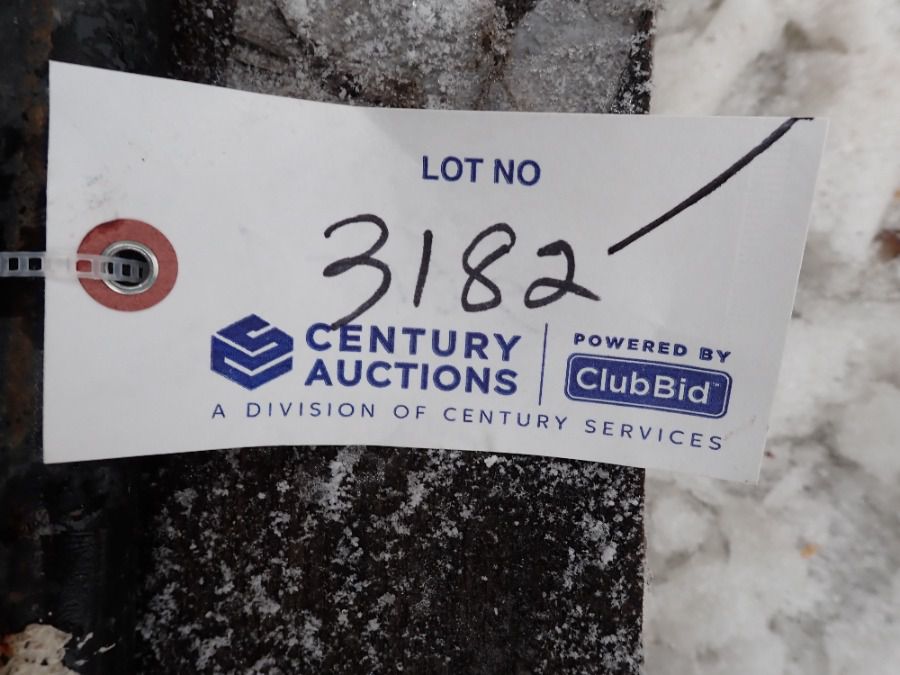 LOT NO
3182
CENTURY
AUCTIONS
A DIVISION OF CENTURY SERVICES
POWERED BY
ClubBid™